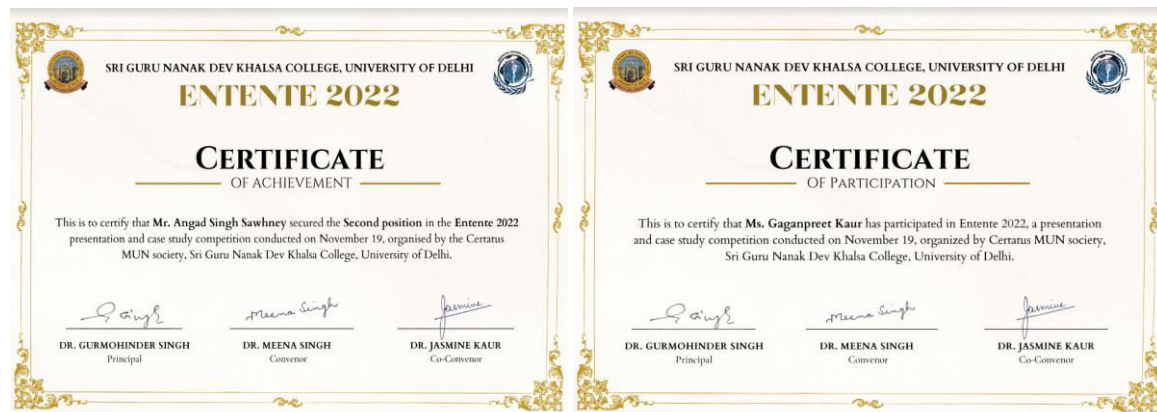 SRI GURU NANAK DEV KHALSA COLLEGE, UNIVERSITY OF DELHI
ENTENTE 2022
CERTIFICATE
OF ACHIEVEMENT
This is to certify that Mr. Angad Singh Sawhney secured the Second position in the Entente 2022
presentation and case study competition conducted on November 19, organised by the Certatus
MUN society, Sri Guru Nanak Dev Khalsa College, University of Delhi.
Meena Singh
Jasmine
DR. GURMOHINDER SINGH
Principal
DR. MEENA SINGH
Convenor
DR. JASMINE KAUR
Co-Convenor
SRI GURU NANAK DEV KHALSA COLLEGE, UNIVERSITY OF DELHI
ENTENTE 2022
CERTIFICATE
OF PARTICIPATION
This is to certify that Ms. Gaganpreet Kaur has participated in Entente 2022, a presentation
and case study competition conducted on November 19, organized by Certatus MUN society,
Sri Guru Nanak Dev Khalsa College, University of Delhi.
Meena Singh
Jasmine
DR. GURMOHINDER SINGH
Principal
DR. MEENA SINGH
Convenor
DR. JASMINE KAUR
Co-Convenor